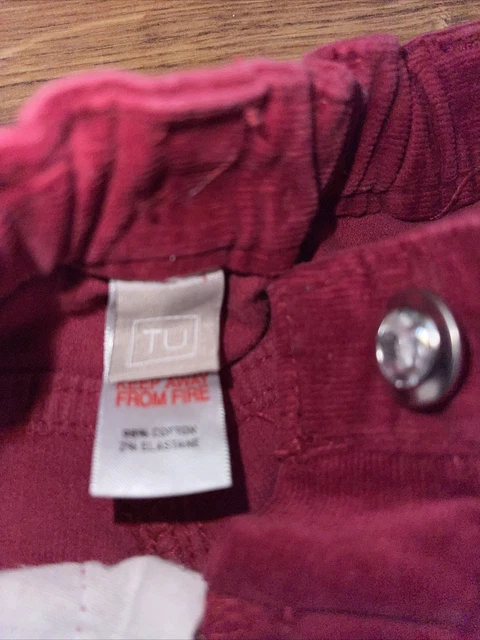 TU
KEEP AWAY
FROM FIRE
98% COTTON
2% ELASTANE